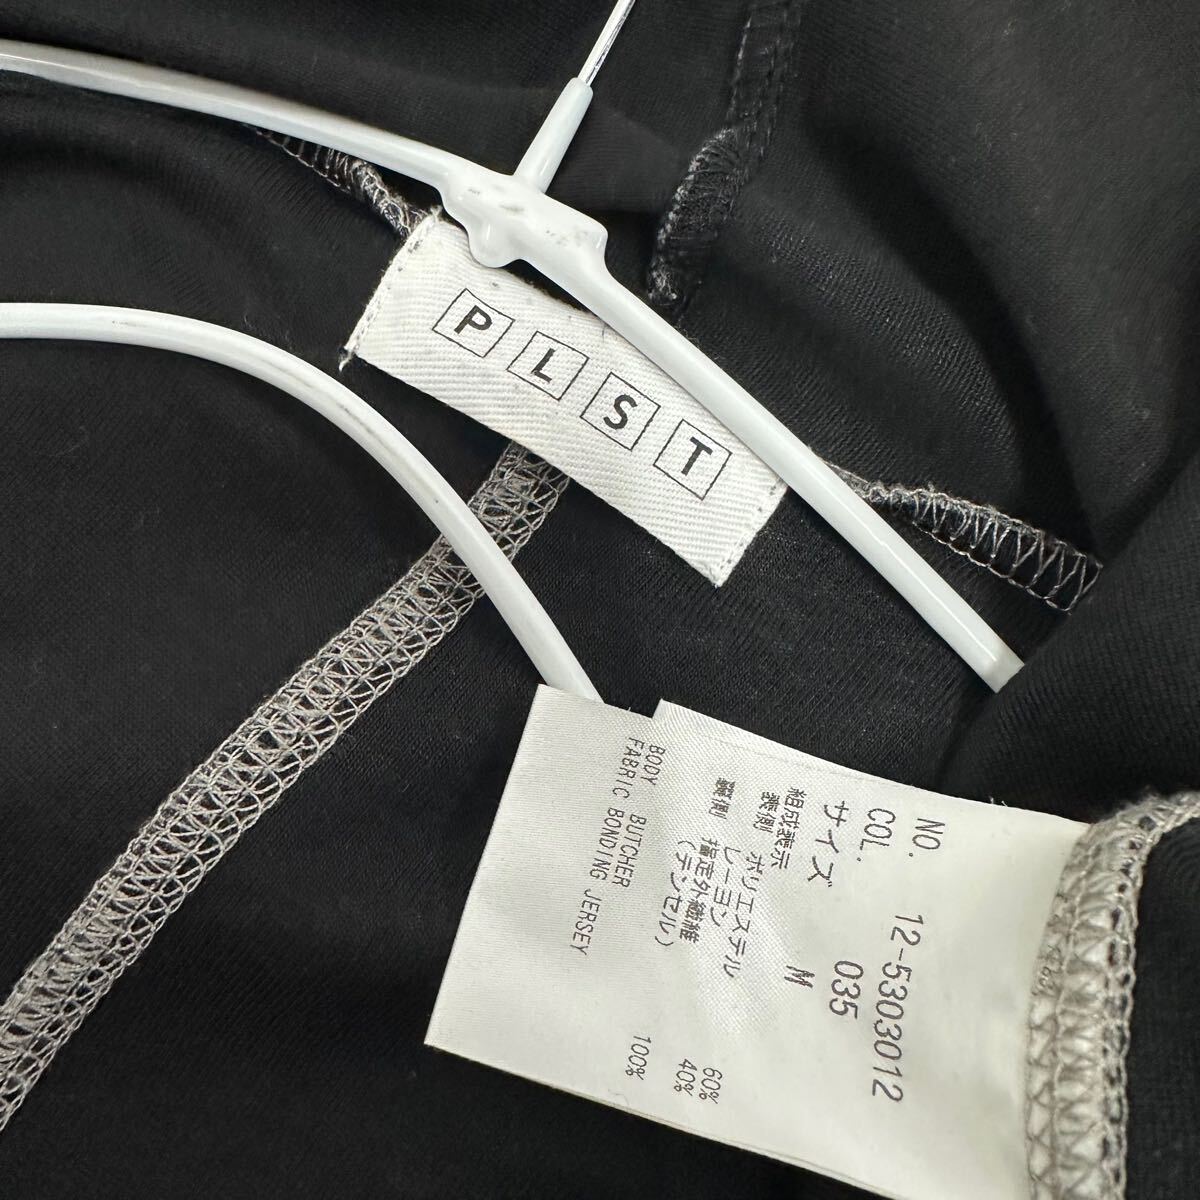 PLST
NO. 12-5303012
COL. 035
サイズ M
組成表示
表側 ポリエステル 60%
レーヨン 40%
裏側 指定外繊維 100%
(テンセル)
BODY BUTCHER
FABRIC BONDING JERSEY